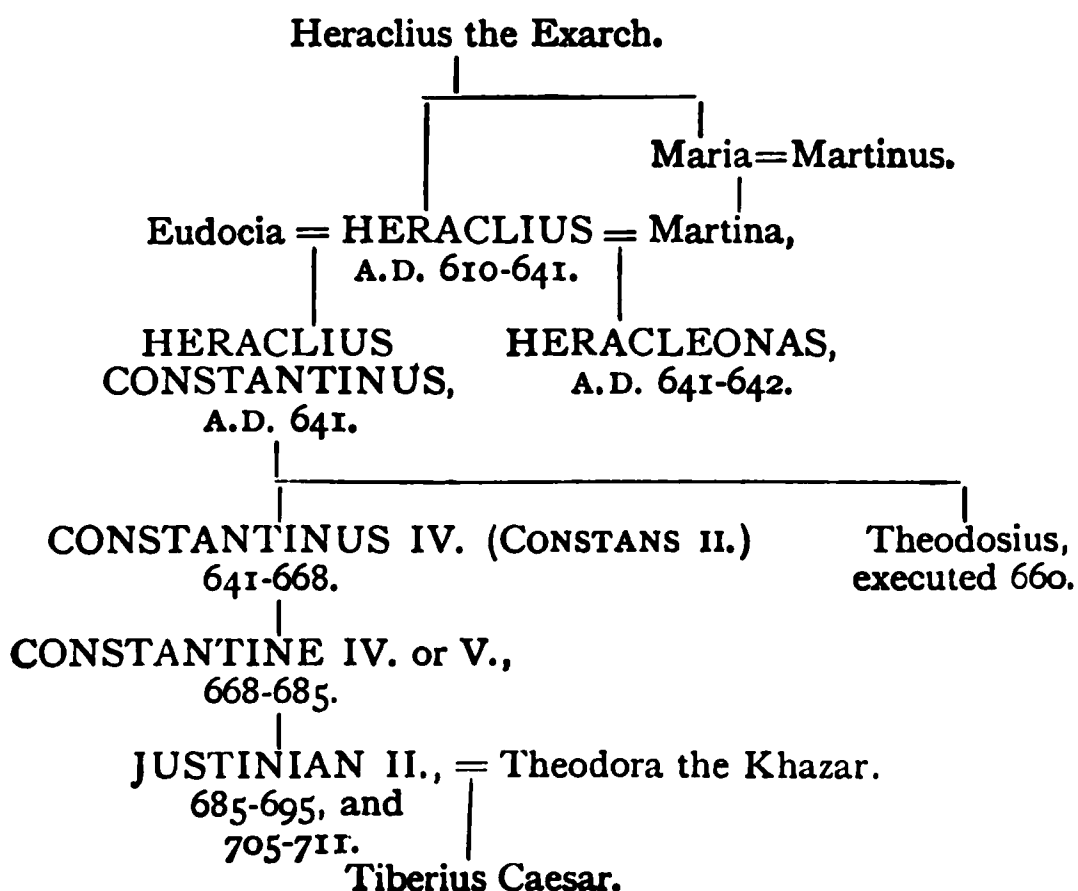 Heraclius the Exarch.
Maria=Martinus.
Eudocia = HERACLIUS = Martina,
A.D. 610-641.
HERACLIUS HERACLEONAS,
CONSTANTINUS, A.D. 641-642.
A.D. 641.
CONSTANTINUS IV. (CONSTANS II.) Theodosius,
641-668. executed 660.
CONSTANTINE IV. or V.,
668-685.
JUSTINIAN II., = Theodora the Khazar.
685-695, and
705-711.
Tiberius Caesar.